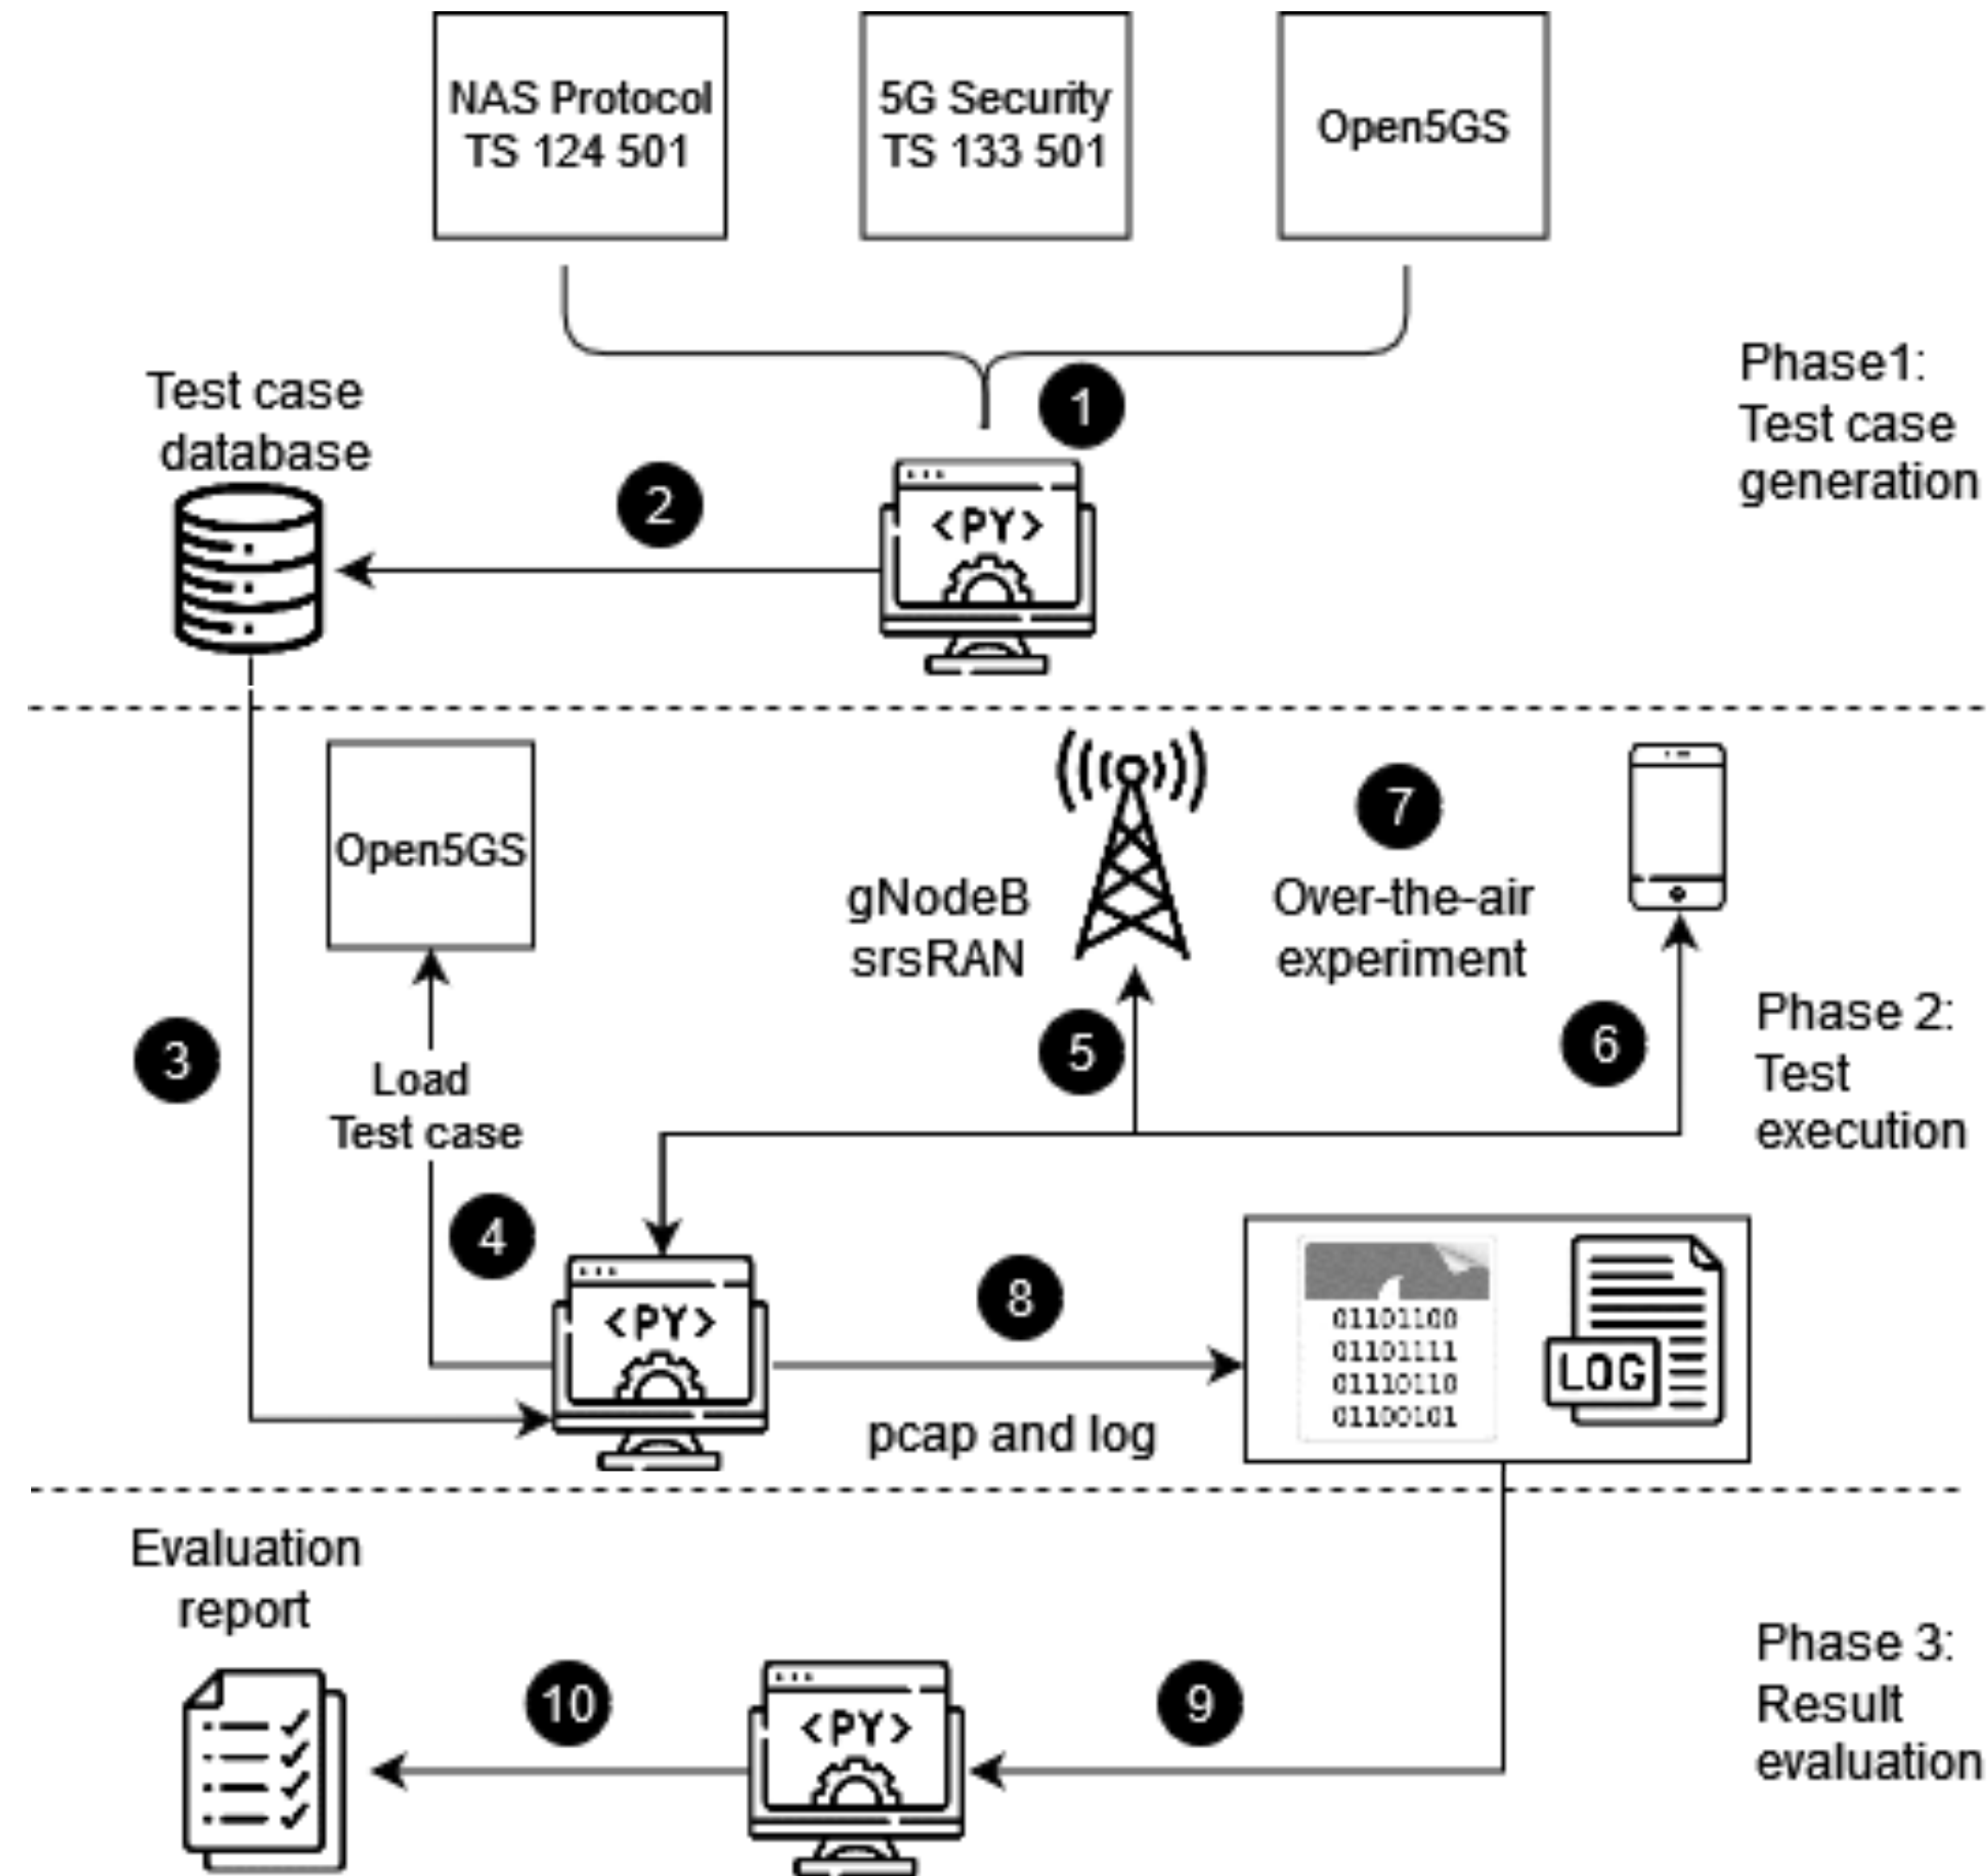 NAS Protocol
TS 124 501
5G Security
TS 133 501
Open5GS
Phase1:
Test case
generation
1
Test case
database
2
<PY>
Open5GS
7
gNodeB
srsRAN
Over-the-air
experiment
Phase 2:
Test
execution
3
5
6
Load
Test case
4
<PY>
8
pcap and log
01101100
01101111
01110110
01100101
LOG
Evaluation
report
Phase 3:
Result
evaluation
10
<PY>
9